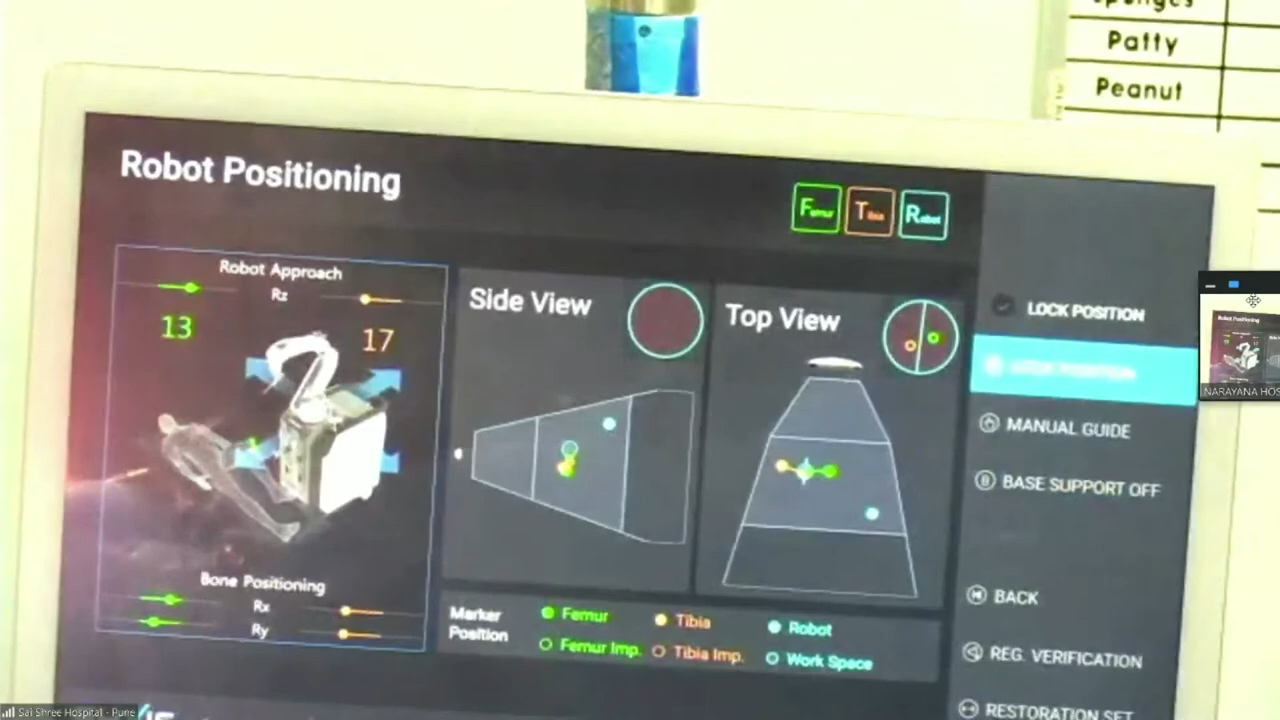 Patty
Peanut
Robot Positioning
Femur
Tibia
Robot
Robot Approach
Rz
13
17
Side View
Top View
LOCK POSITION
MANUAL GUIDE
BASE SUPPORT OFF
Bone Positioning
Rx
Ry
Marker Position
Femur
Tibia
Robot
Femur Imp.
Tibia Imp.
Work Space
BACK
REG. VERIFICATION
RESTORATION SET
NARAYANA HOS
Sai Shree Hospital - Pune